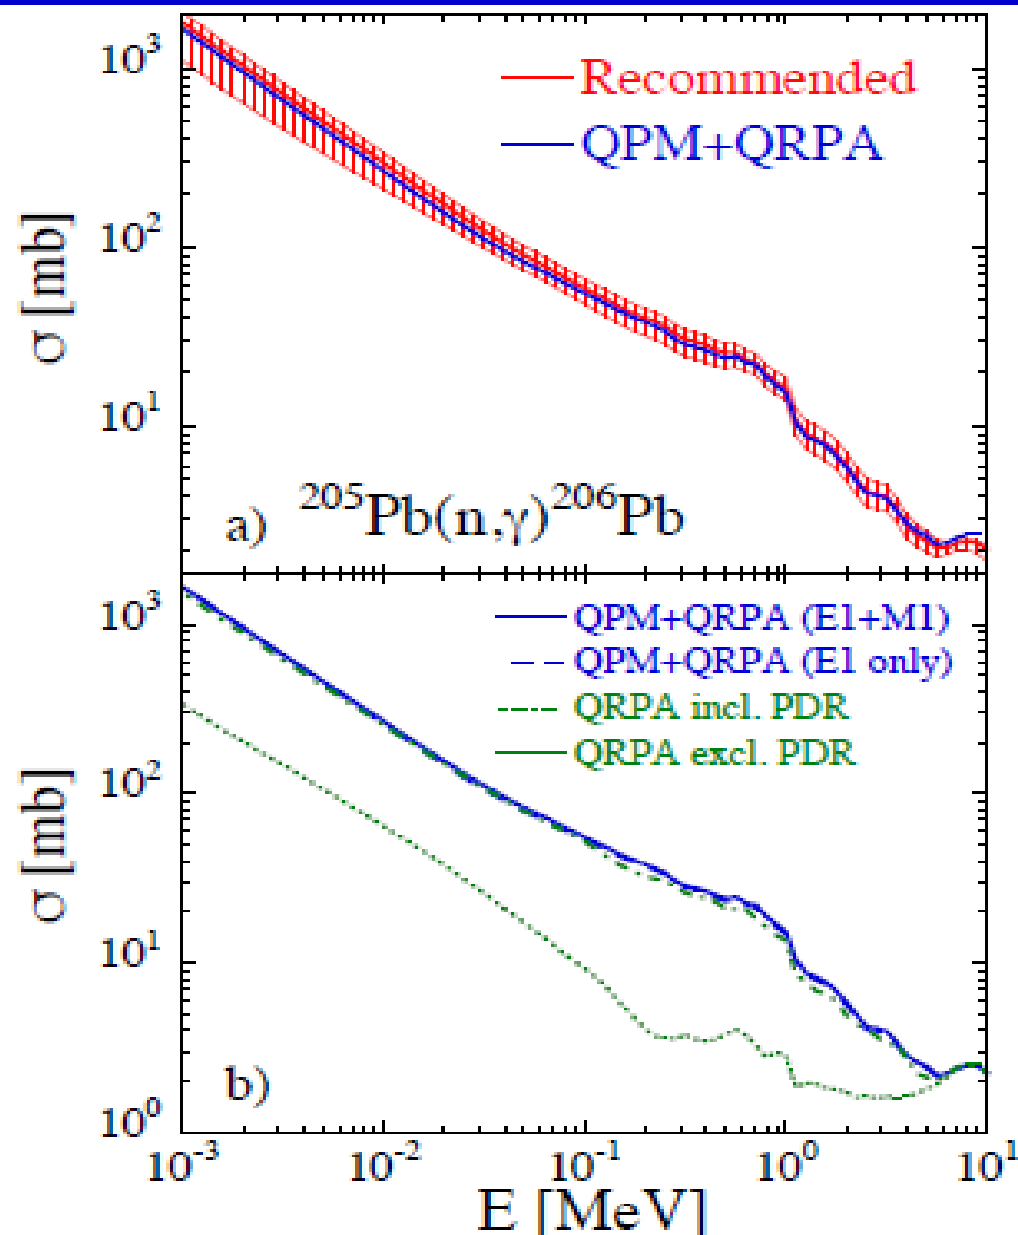 10³
Recommended
QPM+QRPA
σ [mb]
10²
10¹
a) ²⁰⁵Pb(n,γ)²⁰⁶Pb
10³
QPM+QRPA (E1+M1)
QPM+QRPA (E1 only)
QRPA incl. PDR
QRPA excl. PDR
10²
σ [mb]
10¹
b)
10⁰
10⁻³ 10⁻² 10⁻¹ 10⁰ 10¹
E [MeV]